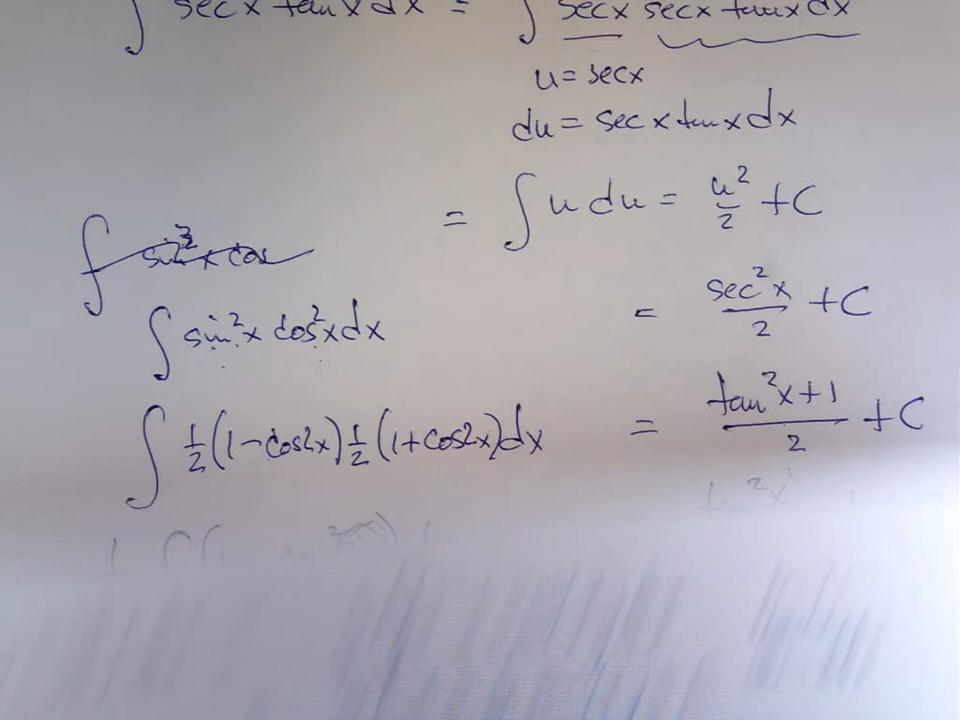 ∫ sec x tan x dx = ∫ sec x sec x tan x dx
u = sec x
du = sec x tan x dx
= ∫ u du = u²/2 + C
= sec²x/2 + C
= (tan²x + 1)/2 + C
∫ sin²x cos²x dx
∫ ½(1 - cos2x) ½(1 + cos2x) dx